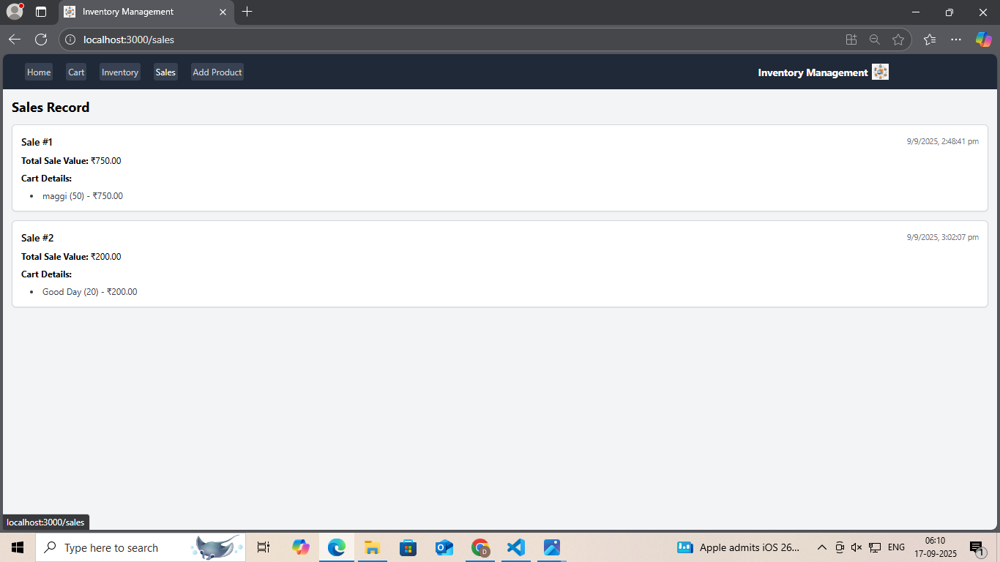 Inventory Management
localhost:3000/sales
Home Cart Inventory Sales Add Product Inventory Management
Sales Record
Sale #1 9/9/2025, 2:48:41 pm
Total Sale Value: ₹750.00
Cart Details:
• maggi (50) - ₹750.00
Sale #2 9/9/2025, 3:02:07 pm
Total Sale Value: ₹200.00
Cart Details:
• Good Day (20) - ₹200.00
localhost:3000/sales
Type here to search D Apple admits iOS 26... ENG 06:10
17-09-2025 1